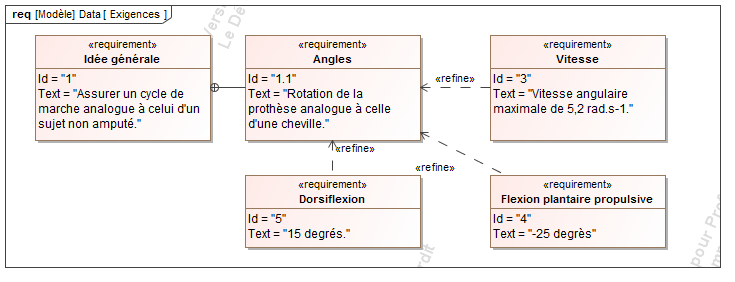 req [Modèle] Data [ Exigences ]
«requirement»
Idée générale
Id = "1"
Text = "Assurer un cycle de
marche analogue à celui d'un
sujet non amputé."
«requirement»
Angles
Id = "1.1"
Text = "Rotation de la
prothèse analogue à celle
d'une cheville."
«refine»
«requirement»
Vitesse
Id = "3"
Text = "Vitesse angulaire
maximale de 5,2 rad.s-1."
«refine»
«refine»
«requirement»
Dorsiflexion
Id = "5"
Text = "15 degrés."
«requirement»
Flexion plantaire propulsive
Id = "4"
Text = "-25 degrès"